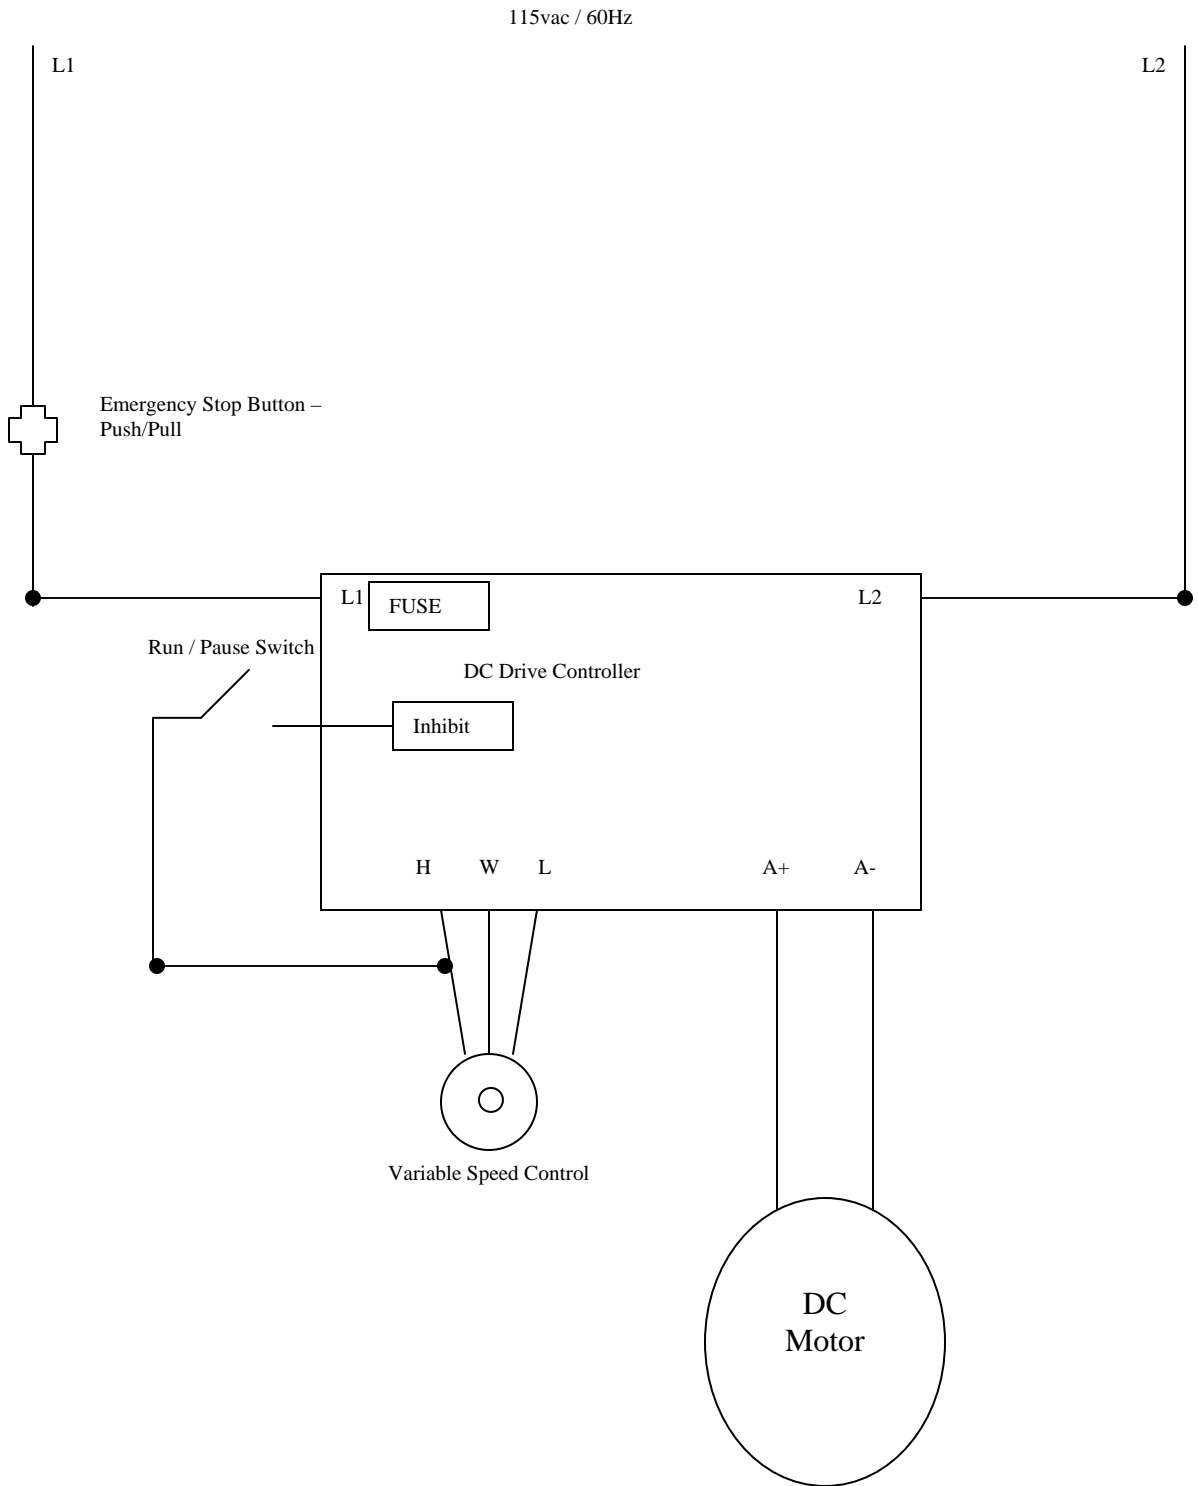 115vac / 60Hz
L1
L2
Emergency Stop Button –
Push/Pull
L1
FUSE
L2
Run / Pause Switch
DC Drive Controller
Inhibit
H
W
L
A+
A-
Variable Speed Control
DC
Motor